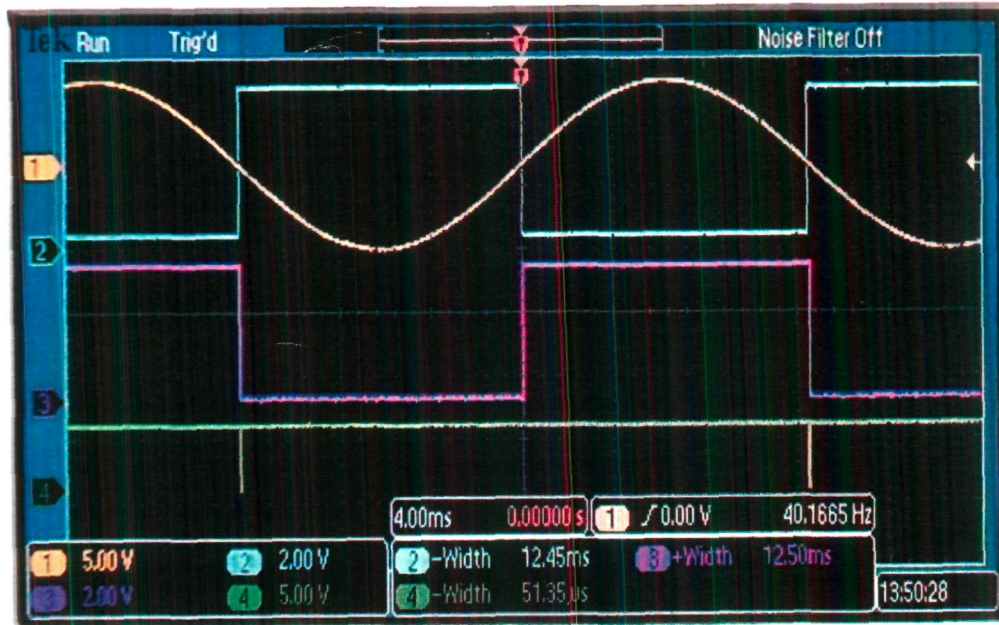 Tek Run Trig'd Noise Filter Off
1
2
3
4
4.00ms 0.00000 s 1 0.00 V 40.1665 Hz
1 5.00 V 2 2.00 V 2 -Width 12.45ms 3 +Width 12.50ms
3 2.00 V 4 5.00 V 4 -Width 51.35µs
13:50:28